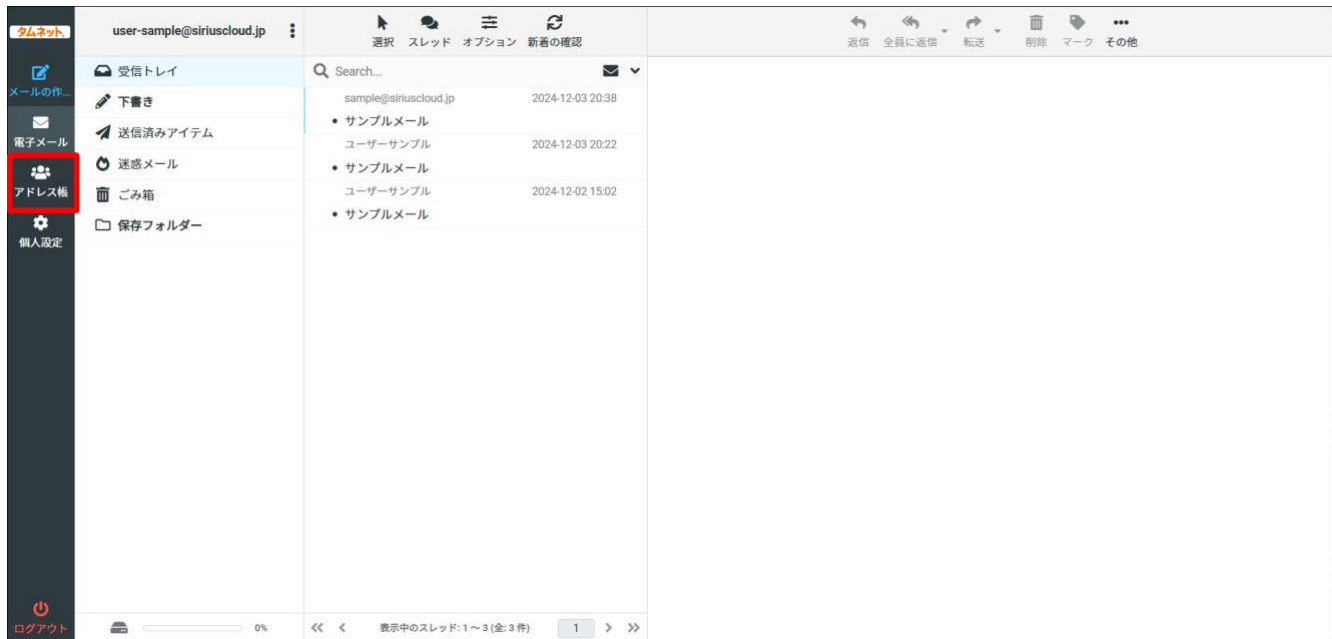 タムネット
メールの作...
電子メール
アドレス帳
個人設定
ログアウト
user-sample@siriuscloud.jp
受信トレイ
下書き
送信済みアイテム
迷惑メール
ごみ箱
保存フォルダー
0%
選択 スレッド オプション 新着の確認
Search...
sample@siriuscloud.jp 2024-12-03 20:38
• サンプルメール
ユーザーサンプル 2024-12-03 20:22
• サンプルメール
ユーザーサンプル 2024-12-02 15:02
• サンプルメール
表示中のスレッド: 1 ~ 3 (全: 3 件) 1
返信 全員に返信 転送 削除 マーク その他